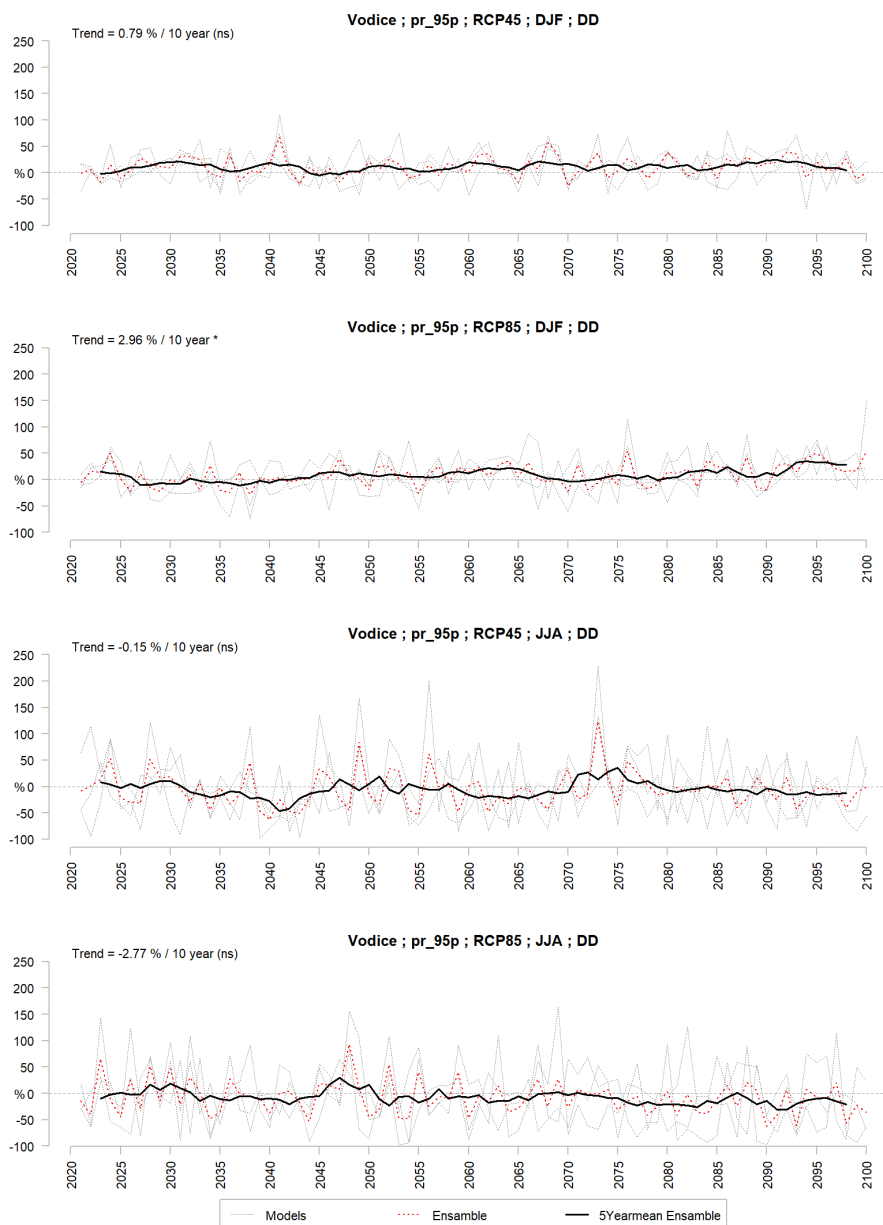 Vodice ; pr_95p ; RCP45 ; DJF ; DD
Trend = 0.79 % / 10 year (ns)
250
200
150
100
50
% 0
-50
-100
2020 2025 2030 2035 2040 2045 2050 2055 2060 2065 2070 2075 2080 2085 2090 2095 2100
Vodice ; pr_95p ; RCP85 ; DJF ; DD
Trend = 2.96 % / 10 year *
250
200
150
100
50
% 0
-50
-100
2020 2025 2030 2035 2040 2045 2050 2055 2060 2065 2070 2075 2080 2085 2090 2095 2100
Vodice ; pr_95p ; RCP45 ; JJA ; DD
Trend = -0.15 % / 10 year (ns)
250
200
150
100
50
% 0
-50
-100
2020 2025 2030 2035 2040 2045 2050 2055 2060 2065 2070 2075 2080 2085 2090 2095 2100
Vodice ; pr_95p ; RCP85 ; JJA ; DD
Trend = -2.77 % / 10 year (ns)
250
200
150
100
50
% 0
-50
-100
2020 2025 2030 2035 2040 2045 2050 2055 2060 2065 2070 2075 2080 2085 2090 2095 2100
Models Ensamble 5Yearmean Ensamble